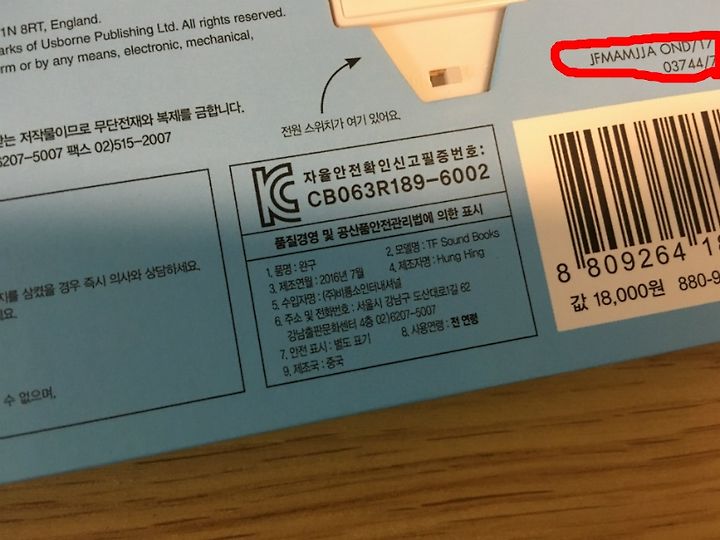 1N 8RT, England.
arks of Usborne Publishing Ltd. All rights reserved.
orm or by any means, electronic, mechanical,
JFMAMJJA OND/17
03744/7
전원 스위치가 여기 있어요.
받는 저작물이므로 무단전재와 복제를 금합니다.
6207-5007 팩스 02)515-2007
자율안전확인신고필증번호:
CB063R189-6002
품질경영 및 공산품안전관리법에 의한 표시
1. 품명 : 완구
2. 모델명 : TF Sound Books
3. 제조연월 : 2016년 7월
4. 제조자명 : Hung Hing
5. 수입자명 : (주)비룡소인터내셔널
6. 주소 및 전화번호 : 서울시 강남구 도산대로1길 62
강남출판문화센터 4층 02)6207-5007
7. 안전 표시 : 별도 표기
8. 사용연령 : 전 연령
9. 제조국 : 중국
지를 삼켰을 경우 즉시 의사와 상담하세요.
요.
수 없으며,
8 809264 18
값 18,000원 880-9